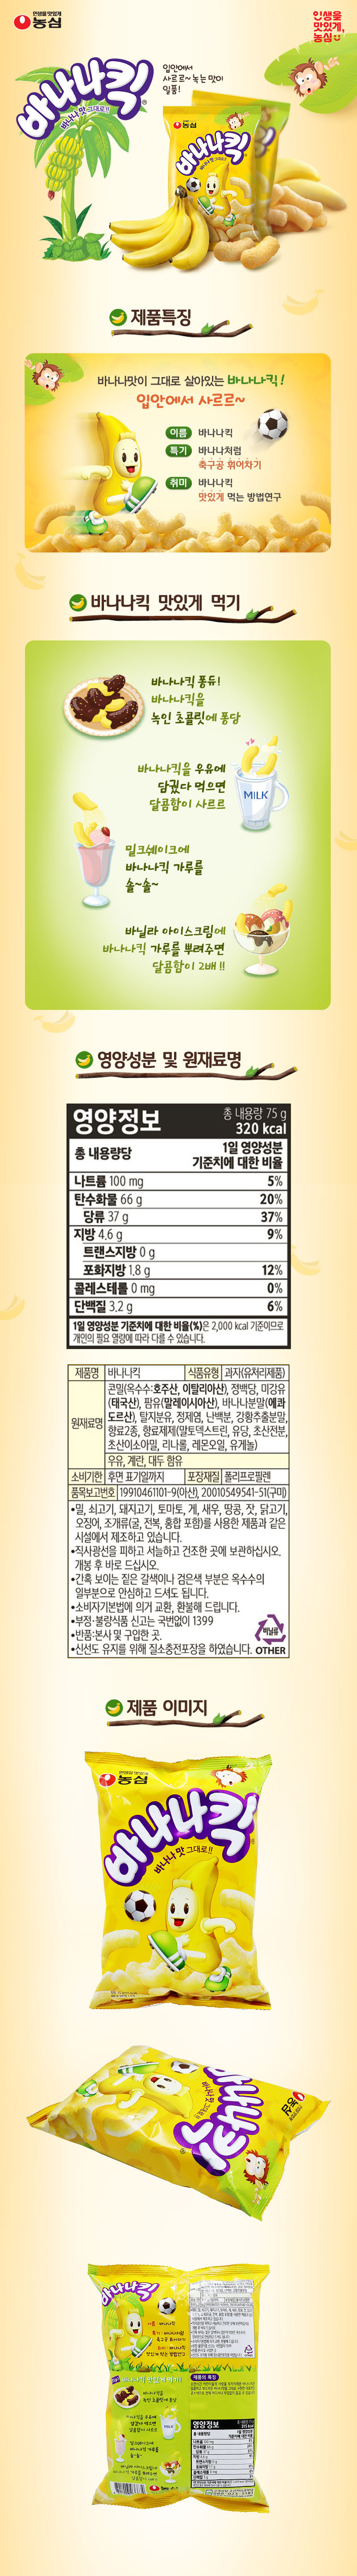 인생을 맛있게
농심
인생을
맛있게,
농심
바나나킥
바나나 맛 그대로!!
입안에서
사르르~ 녹는 맛이
일품!
농심
바나나킥
제품특징
바나나맛이 그대로 살아있는 바나나킥!
입안에서 사르르~
이름 바나나킥
특기 바나나처럼
축구공 휘어차기
취미 바나나킥
맛있게 먹는 방법연구
바나나킥 맛있게 먹기
바나나킥 퐁듀!
바나나킥을
녹인 초콜릿에 퐁당
바나나킥을 우유에
담궜다 먹으면
달콤함이 사르르
MILK
밀크쉐이크에
바나나킥 가루를
솔~솔~
바닐라 아이스크림에
바나나킥 가루를 뿌려주면
달콤함이 2배!!
영양성분 및 원재료명
영양정보
총 내용량 75 g
320 kcal
총 내용량당
1일 영양성분
기준치에 대한 비율
나트륨 100 mg 5%
탄수화물 66 g 20%
당류 37 g 37%
지방 4.6 g 9%
트랜스지방 0 g
포화지방 1.8 g 12%
콜레스테롤 0 mg 0%
단백질 3.2 g 6%
1일 영양성분 기준치에 대한 비율(%)은 2,000 kcal 기준이므로
개인의 필요 열량에 따라 다를 수 있습니다.
제품명 바나나킥 식품유형 과자(유처리제품)
원재료명
콘밀(옥수수:호주산, 이탈리아산), 정백당, 미강유
(태국산), 팜유(말레이시아산), 바나나분말(에콰
도르산), 탈지분유, 정제염, 난백분, 강황추출분말,
향료2종, 향료제제(말토덱스트린, 유당, 초산전분,
초산이소아밀, 리나룰, 레몬오일, 유게놀)
우유, 계란, 대두 함유
소비기한 후면 표기일까지 포장재질 폴리프로필렌
품목보고번호 19910461101-9(아산), 20010549541-51(구미)
•밀, 쇠고기, 돼지고기, 토마토, 게, 새우, 땅콩, 잣, 닭고기,
오징어, 조개류(굴, 전복, 홍합 포함)를 사용한 제품과 같은
시설에서 제조하고 있습니다.
•직사광선을 피하고 서늘하고 건조한 곳에 보관하십시오.
개봉 후 바로 드십시오.
•간혹 보이는 짙은 갈색이나 검은색 부분은 옥수수의
일부분으로 안심하고 드셔도 됩니다.
•소비자기본법에 의거 교환, 환불해 드립니다.
•부정·불량식품 신고는 국번없이 1399
•반품:본사 및 구입한 곳.
•신선도 유지를 위해 질소충전포장을 하였습니다.
비닐류
OTHER
제품 이미지
인생을 맛있게
농심
바나나킥
바나나 맛 그대로!!
농심
바나나킥
바나나킥
제품의 특징
MILK
영양정보